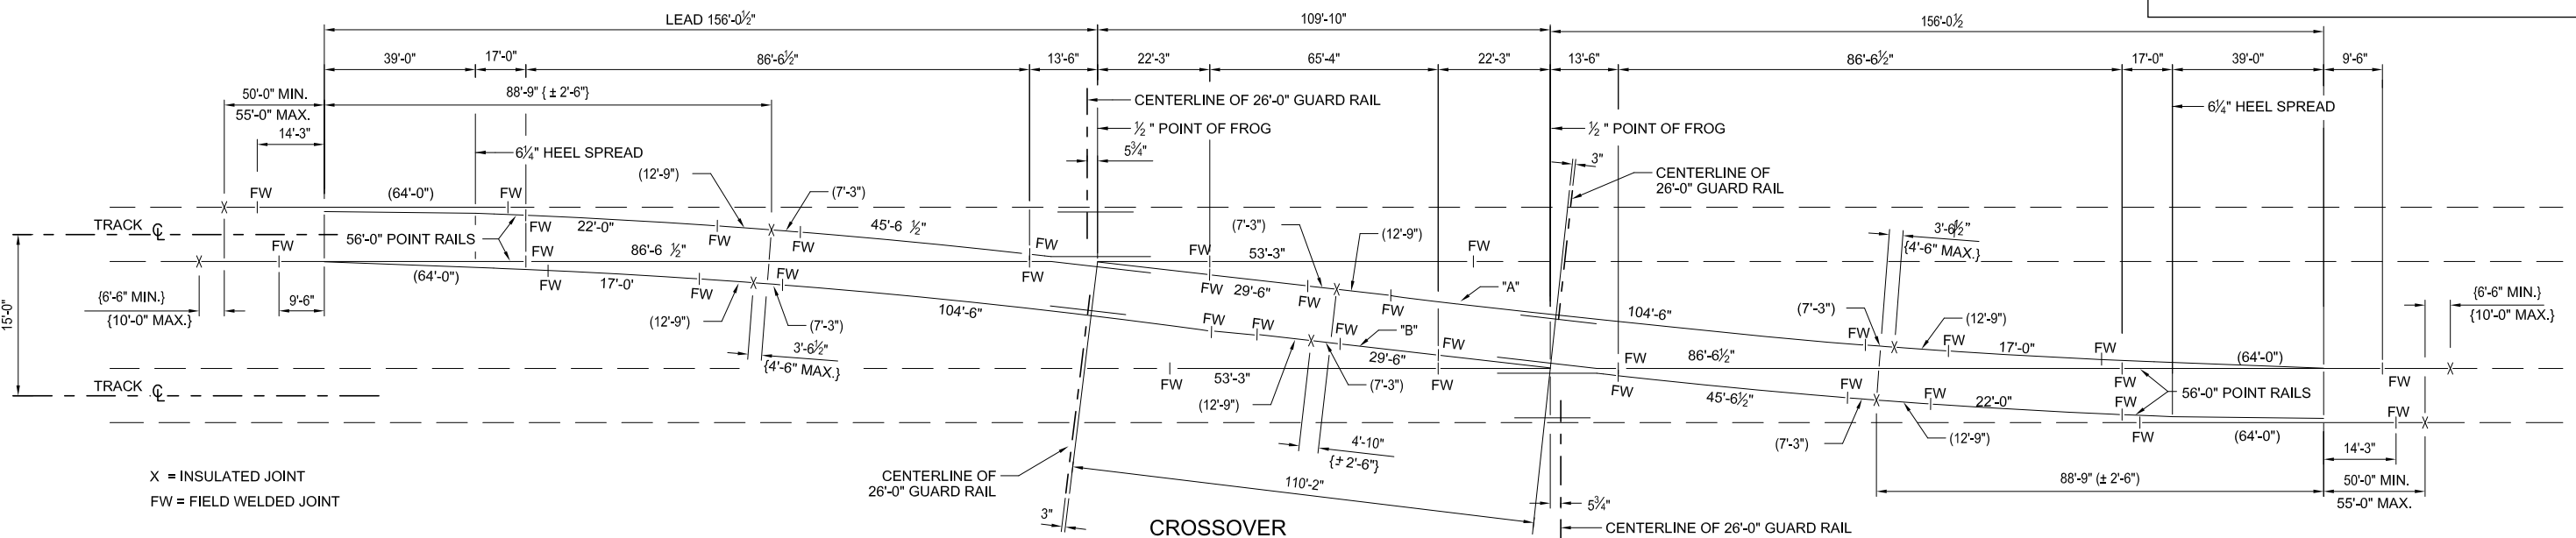 LEAD 156'-0½"
109'-10"
156'-0½
39'-0"
17'-0"
86'-6½"
13'-6"
22'-3"
65'-4"
22'-3"
13'-6"
86'-6½"
17'-0"
39'-0"
9'-6"
50'-0" MIN.
55'-0" MAX.
88'-9" { ± 2'-6"}
14'-3"
CENTERLINE OF 26'-0" GUARD RAIL
½ " POINT OF FROG
½ " POINT OF FROG
6¼" HEEL SPREAD
6¼" HEEL SPREAD
5¾"
3"
CENTERLINE OF
26'-0" GUARD RAIL
(12'-9")
(7'-3")
FW
(64'-0")
FW
TRACK ℄
FW
22'-0"
FW
FW
45'-6 ½"
FW
56'-0" POINT RAILS
FW
FW
86'-6 ½"
FW
FW
53'-3"
FW
(7'-3")
(12'-9")
3'-6½"
{4'-6" MAX.}
15'-0"
{6'-6" MIN.}
{10'-0" MAX.}
9'-6"
(64'-0")
FW
17'-0'
FW
FW
(12'-9")
(7'-3")
3'-6½"
{4'-6" MAX.}
104'-6"
FW
29'-6"
FW
FW
"A"
104'-6"
(7'-3")
FW
(12'-9")
FW
17'-0"
FW
(64'-0")
{6'-6" MIN.}
{10'-0" MAX.}
FW
FW
FW
"B"
FW
29'-6"
FW
86'-6½"
FW
FW
TRACK ℄
FW
53'-3"
FW
(12'-9")
(7'-3")
FW
45'-6½"
FW
FW
22'-0"
FW
56'-0" POINT RAILS
FW
(7'-3")
(12'-9")
FW
(64'-0")
4'-10"
{± 2'-6"}
14'-3"
X = INSULATED JOINT
FW = FIELD WELDED JOINT
CENTERLINE OF
26'-0" GUARD RAIL
110'-2"
88'-9" (± 2'-6")
50'-0" MIN.
55'-0" MAX.
3"
5¾"
CROSSOVER
CENTERLINE OF 26'-0" GUARD RAIL